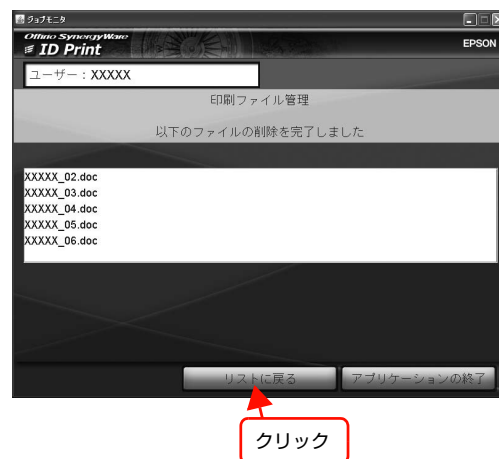 ジョブモニタ
Offirio SynergyWare
ID Print
EPSON
ユーザー：XXXXX
印刷ファイル管理
以下のファイルの削除を完了しました
XXXXX_02.doc
XXXXX_03.doc
XXXXX_04.doc
XXXXX_05.doc
XXXXX_06.doc
リストに戻る
アプリケーションの終了
クリック